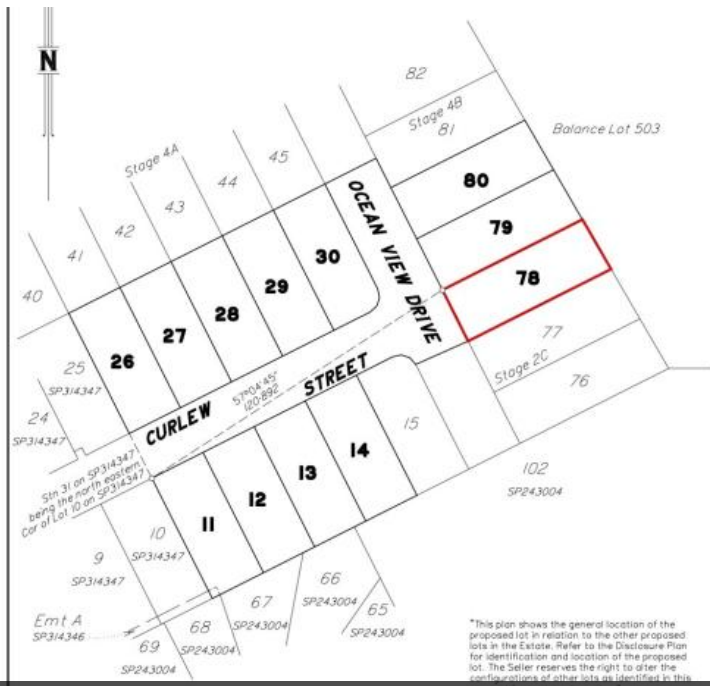 N
82
Stage 4B
81
Balance Lot 503
Stage 4A
45
44
43
42
41
40
80
79
78
77
Stage 2C
76
OCEAN VIEW DRIVE
30
29
28
27
26
25
SP314347
24
SP314347
CURLEW STREET
57°04'45"
120·892
15
14
13
12
11
102
SP243004
Stn 31 on SP314347
being the north eastern
Cor of Lot 10 on SP314347
10
SP314347
9
SP314347
Emt A
SP314346
69
SP243004
68
SP243004
67
SP243004
66
SP243004
65
SP243004
"This plan shows the general location of the
proposed lot in relation to the other proposed
lots in the Estate. Refer to the Disclosure Plan
for identification and location of the proposed
lot. The Seller reserves the right to alter the
configurations of other lots as identified in this